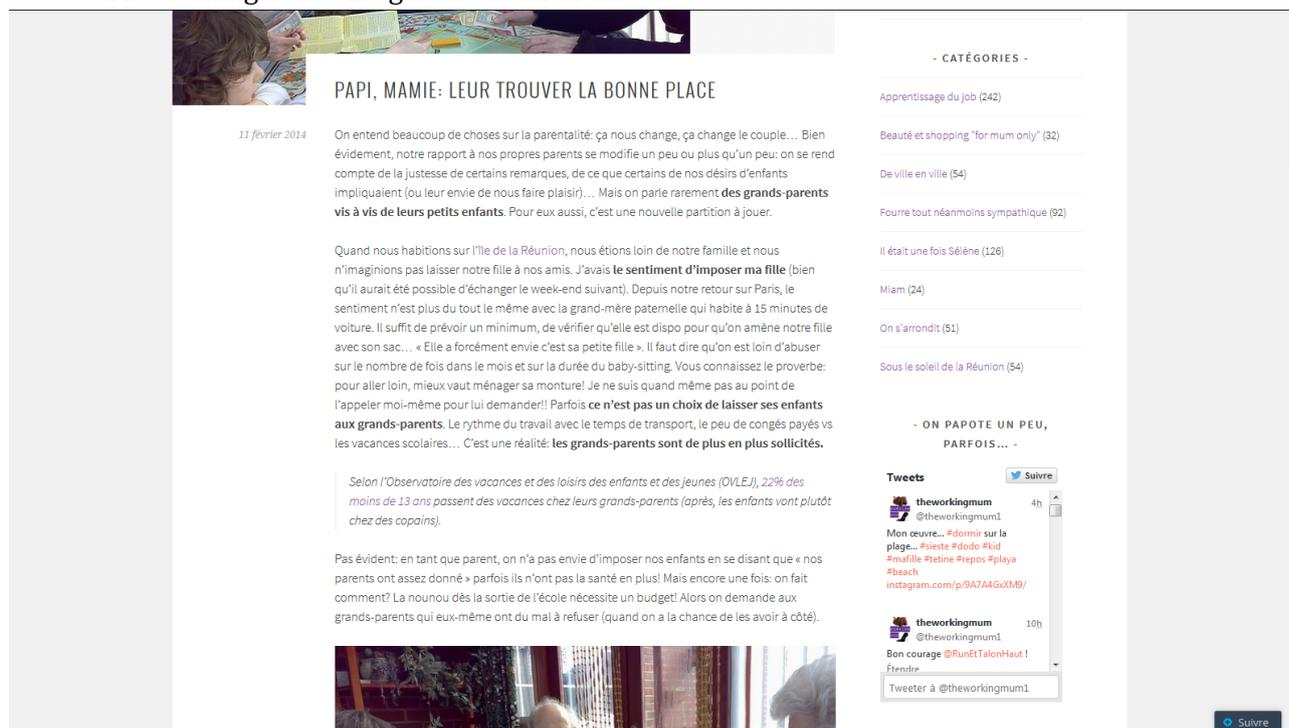 PAPI, MAMIE: LEUR TROUVER LA BONNE PLACE
11 février 2014
On entend beaucoup de choses sur la parentalité: ça nous change, ça change le couple… Bien
évidement, notre rapport à nos propres parents se modifie un peu ou plus qu'un peu: on se rend
compte de la justesse de certains remarques, de ce que certains de nos désirs d'enfants
impliquaient (ou leur envie de nous faire plaisir)… Mais on parle rarement des grands-parents
vis à vis de leurs petits enfants. Pour eux aussi, c'est une nouvelle partition à jouer.
Quand nous habitions sur l'île de la Réunion, nous étions loin de notre famille et nous
n'imaginions pas laisser notre fille à nos amis. J'avais le sentiment d'imposer ma fille (bien
qu'il aurait été possible d'échanger le week-end suivant). Depuis notre retour sur Paris, le
sentiment n'est plus du tout le même avec la grand-mère paternelle qui habite à 15 minutes de
voiture. Il suffit de prévoir un minimum, de vérifier qu'elle est dispo pour qu'on amène notre fille
avec son sac… « Elle a forcément envie c'est sa petite fille ». Il faut dire qu'on est loin d'abuser
sur le nombre de fois dans le mois et sur la durée du baby-sitting. Vous connaissez le proverbe:
pour aller loin, mieux vaut ménager sa monture! Je ne suis quand même pas au point de
l'appeler moi-même pour lui demander!! Parfois ce n'est pas un choix de laisser ses enfants
aux grands-parents. Le rythme du travail avec le temps de transport, le peu de congés payés vs
les vacances scolaires… C'est une réalité: les grands-parents sont de plus en plus sollicités.
Selon l'Observatoire des vacances et des loisirs des enfants et des jeunes (OVLEJ), 22% des
moins de 13 ans passent des vacances chez leurs grands-parents (après, les enfants vont plutôt
chez des copains).
Pas évident: en tant que parent, on n'a pas envie d'imposer nos enfants en se disant que « nos
parents ont assez donné » parfois ils n'ont pas la santé en plus! Mais encore une fois: on fait
comment? La nounou dès la sortie de l'école nécessite un budget! Alors on demande aux
grands-parents qui eux-même ont du mal à refuser (quand on a la chance de les avoir à côté).
- CATÉGORIES -
Apprentissage du job (242)
Beauté et shopping "for mum only" (32)
De ville en ville (54)
Fourre tout néanmoins sympathique (92)
Il était une fois Sélène (126)
Miam (24)
On s'arrondit (51)
Sous le soleil de la Réunion (54)
- ON PAPOTE UN PEU,
PARFOIS… -
Tweets
Suivre
theworkingmum 4h
@theworkingmum1
Mon œuvre... #dormir sur la
plage... #sieste #dodo #kid
#mafille #tetine #repos #playa
#beach
instagram.com/p/9A7A4GxXM9/
theworkingmum 10h
@theworkingmum1
Bon courage @RunEtTalonHaut !
Étendre
Tweeter à @theworkingmum1
Suivre